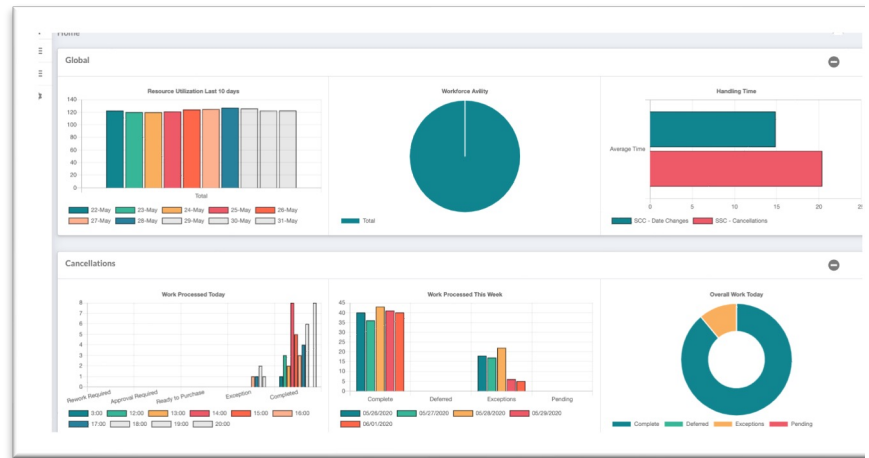 Home
Global
Resource Utilization Last 10 days
140
120
100
80
60
40
20
0
Total
22-May 23-May 24-May 25-May 26-May
27-May 28-May 29-May 30-May 31-May
Workforce Avility
Total
Handling Time
Average Time
0 5 10 15 20 25
SCC - Date Changes SSC - Cancellations
Cancellations
Work Processed Today
8
7
6
5
4
3
2
1
0
Rework Required Approval Required Ready to Purchase Exception Completed
3:00 12:00 13:00 14:00 15:00 16:00
17:00 18:00 19:00 20:00
Work Processed This Week
45
40
35
30
25
20
15
10
5
0
Complete Deferred Exceptions Pending
05/26/2020 05/27/2020 05/28/2020 05/29/2020
06/01/2020
Overall Work Today
Complete Deferred Exceptions Pending